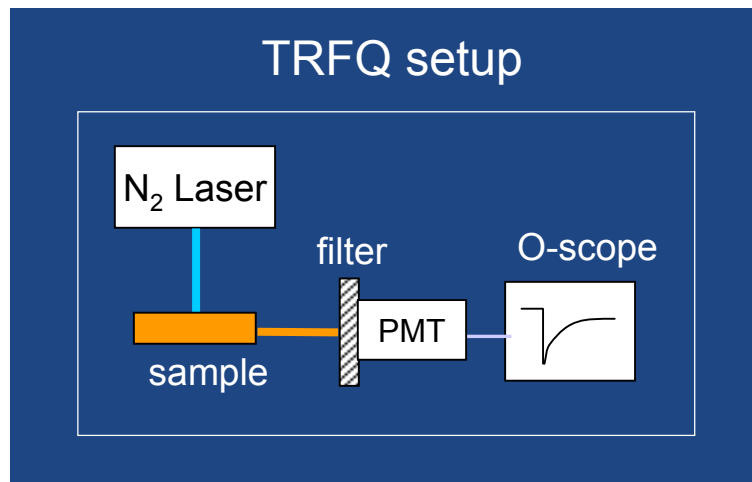 TRFQ setup
N₂ Laser
filter
O-scope
PMT
sample